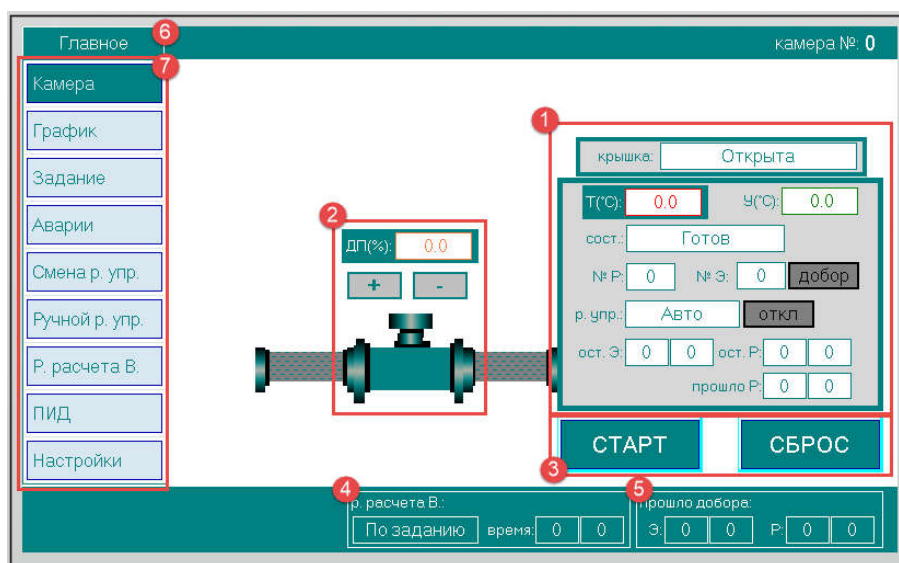 Главное 6 камера №: 0
7
Камера
График
Задание
Аварии
Смена р. упр.
Ручной р. упр.
Р. расчета В.
ПИД
Настройки
2
ДП(%): 0.0
+ -
1
крышка: Открыта
T(°C): 0.0 У(°C): 0.0
сост.: Готов
№ Р: 0 № Э: 0 добор
р. упр.: Авто откл
ост. Э: 0 0 ост. Р: 0 0
прошло Р: 0 0
3
СТАРТ СБРОС
4
р. расчета В.:
По заданию время: 0 0
5
прошло добора:
Э: 0 0 Р: 0 0